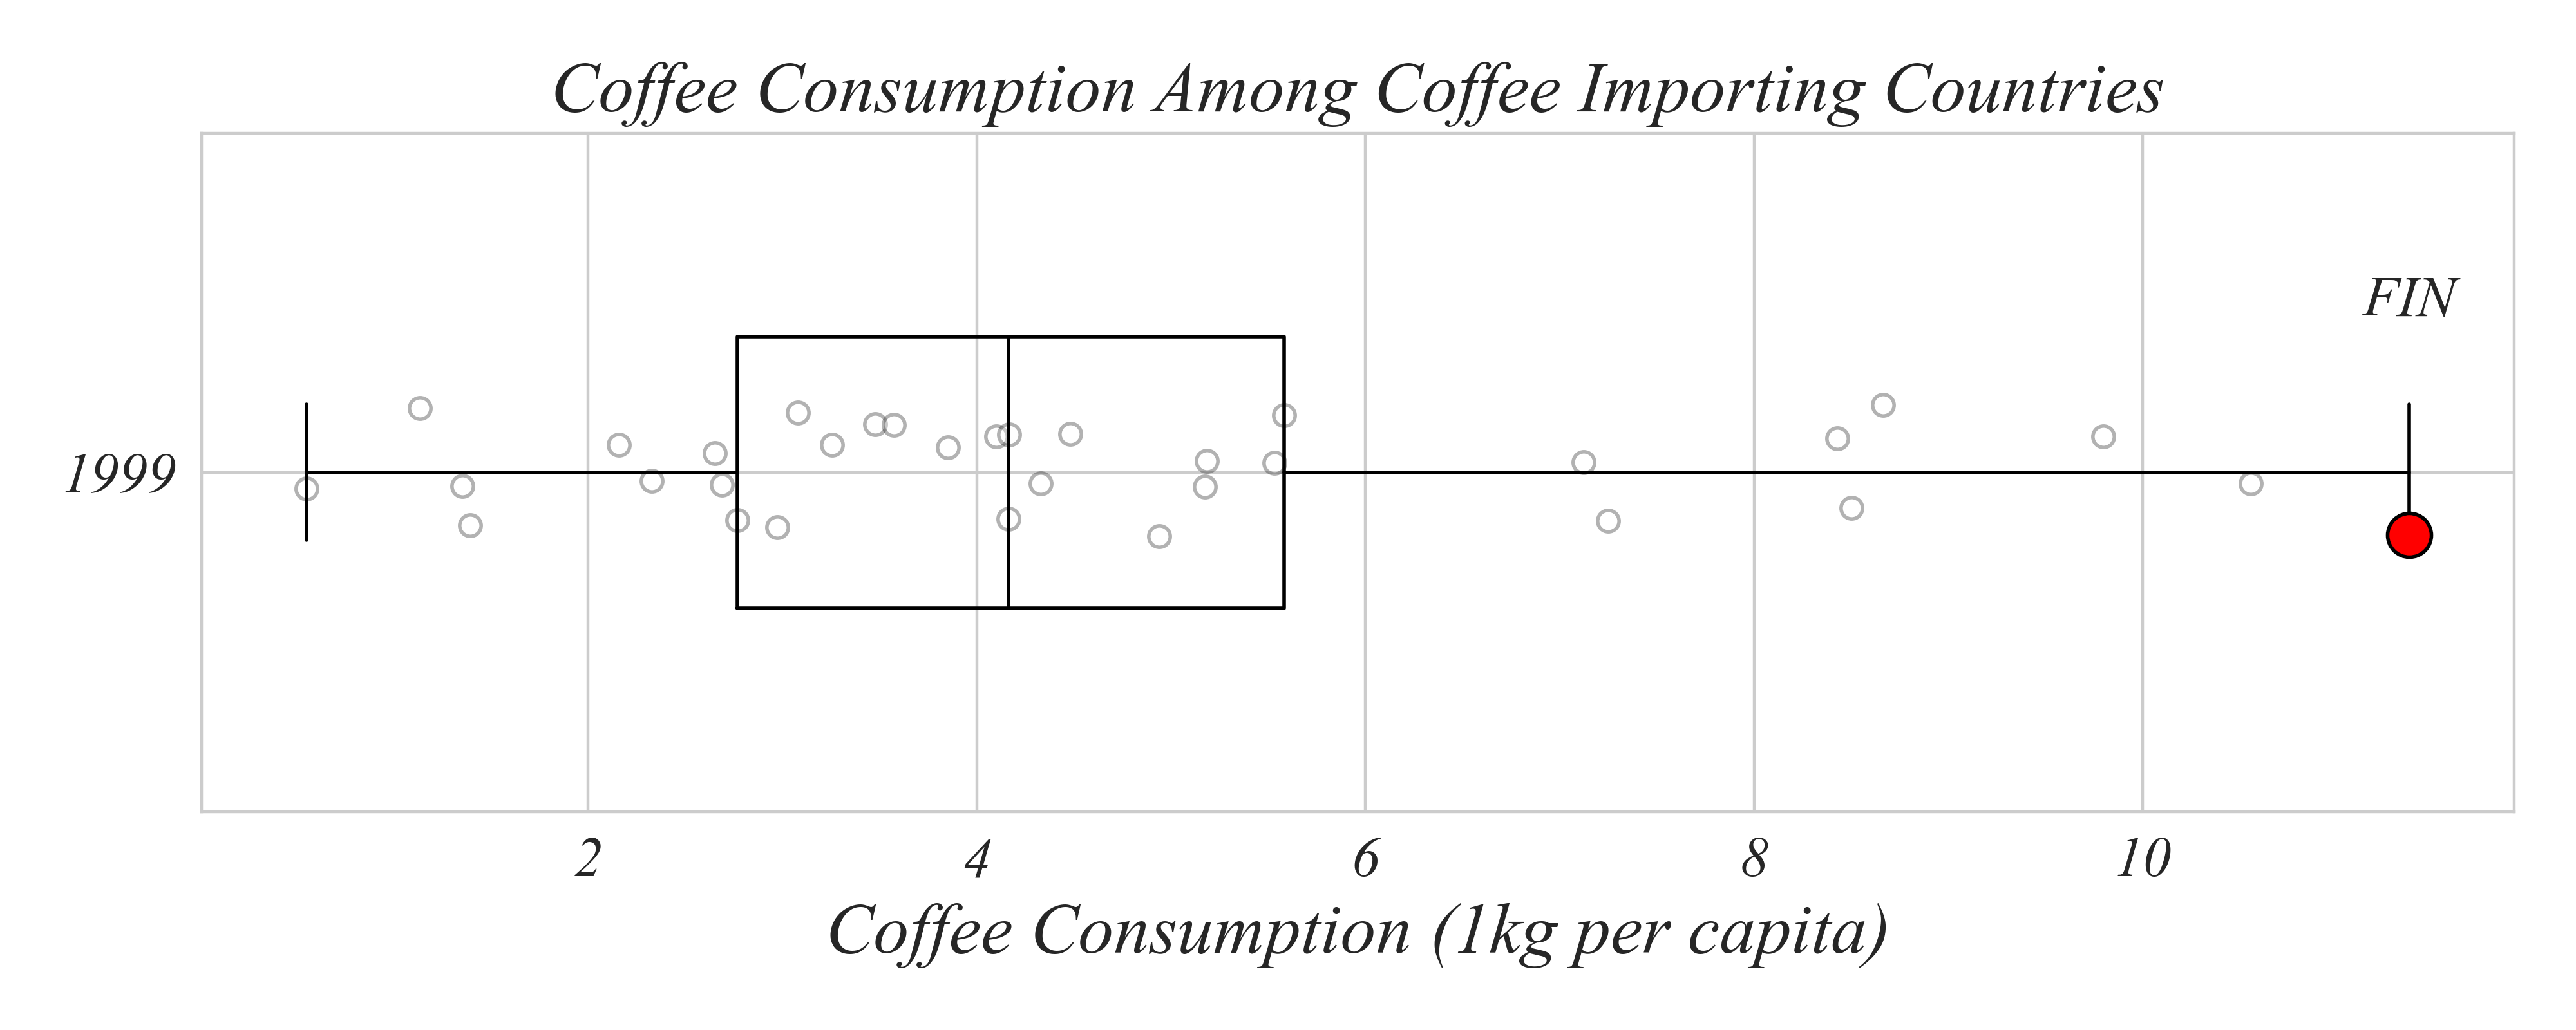 Coffee Consumption Among Coffee Importing Countries
FIN
1999
2 4 6 8 10
Coffee Consumption (1kg per capita)